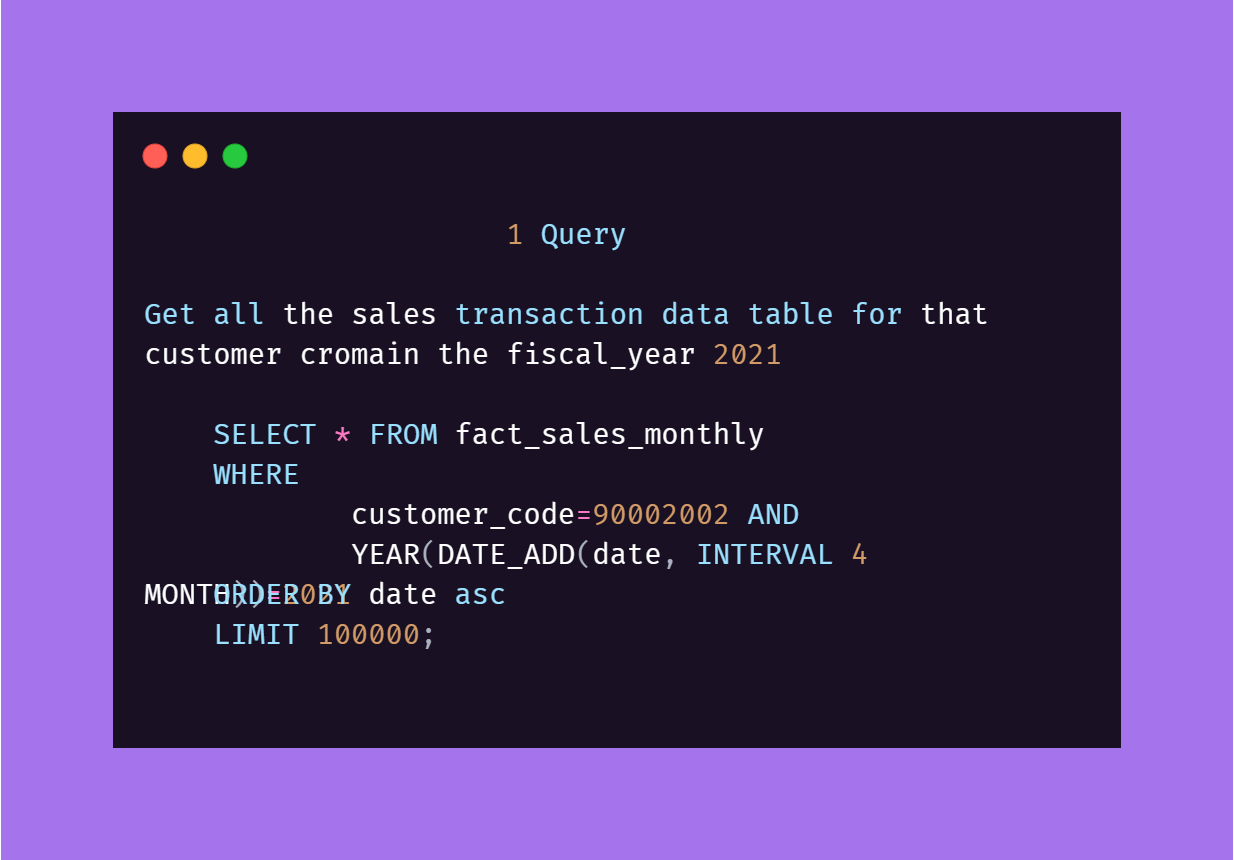 1 Query
Get all the sales transaction data table for that
customer cromain the fiscal_year 2021
SELECT * FROM fact_sales_monthly
WHERE
customer_code=90002002 AND
YEAR(DATE_ADD(date, INTERVAL 4
MONTH))=2021
ORDER BY date asc
LIMIT 100000;